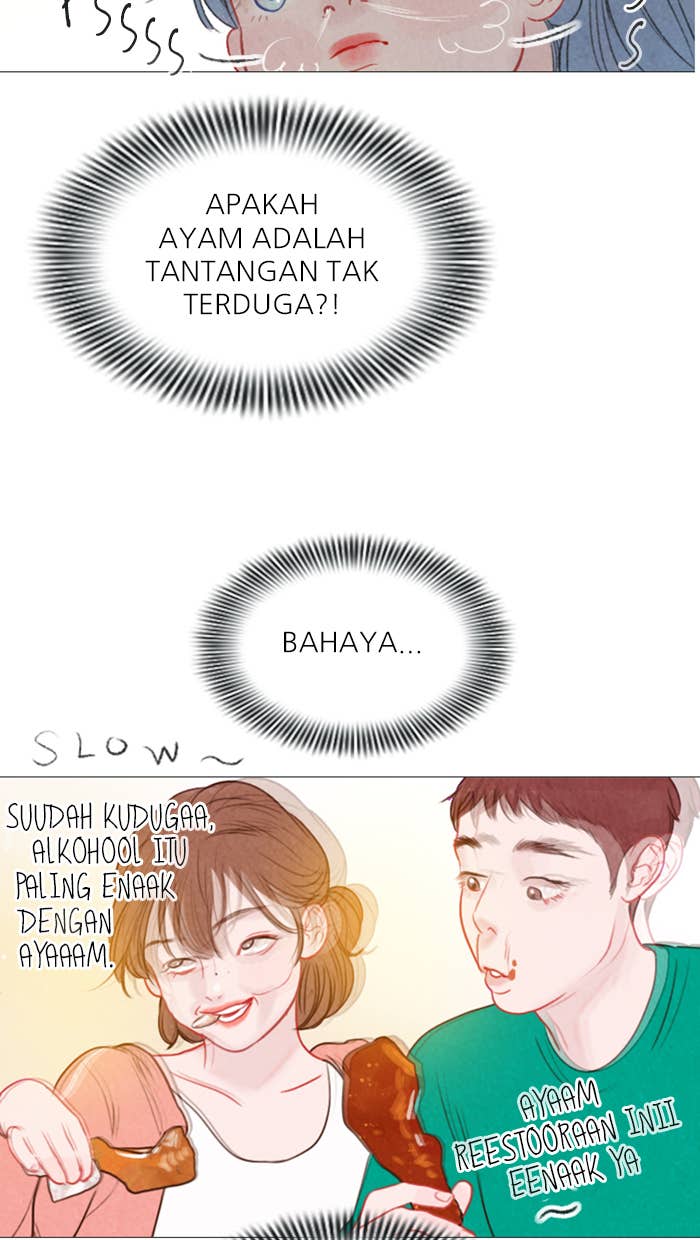 PSSSS
APAKAH
AYAM ADALAH
TANTANGAN TAK
TERDUGA?!
BAHAYA...
SLOW~
SUUDAH KUDUGAA,
ALKOHOOL ITU
PALING ENAAK
DENGAN
AYAAAM.
AYAAM
REESTOORAAN INII
EENAAK YA
~